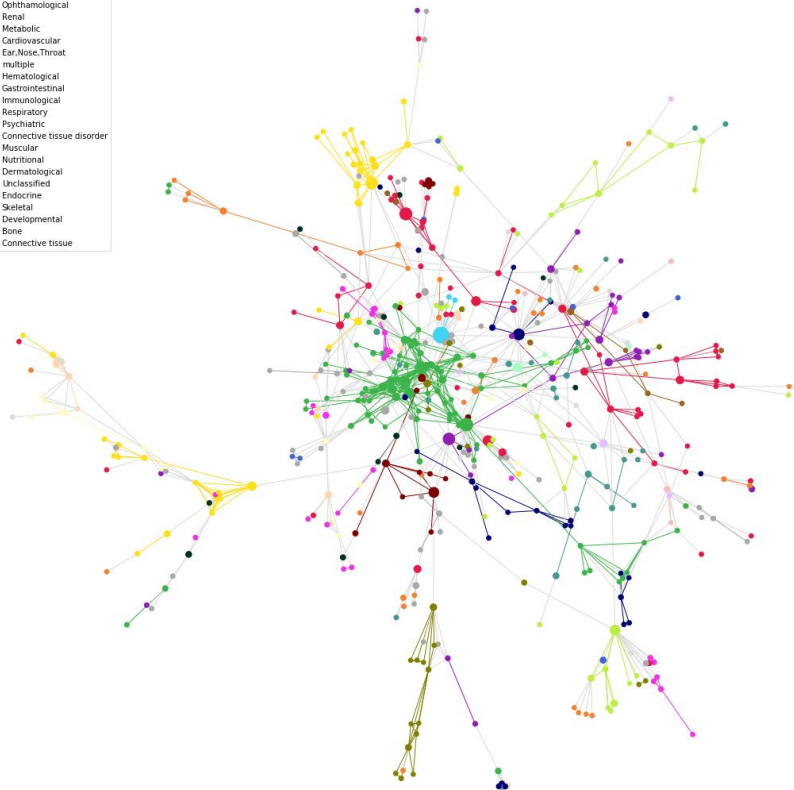 Ophthamological
Renal
Metabolic
Cardiovascular
Ear,Nose,Throat
multiple
Hematological
Gastrointestinal
Immunological
Respiratory
Psychiatric
Connective tissue disorder
Muscular
Nutritional
Dermatological
Unclassified
Endocrine
Skeletal
Developmental
Bone
Connective tissue